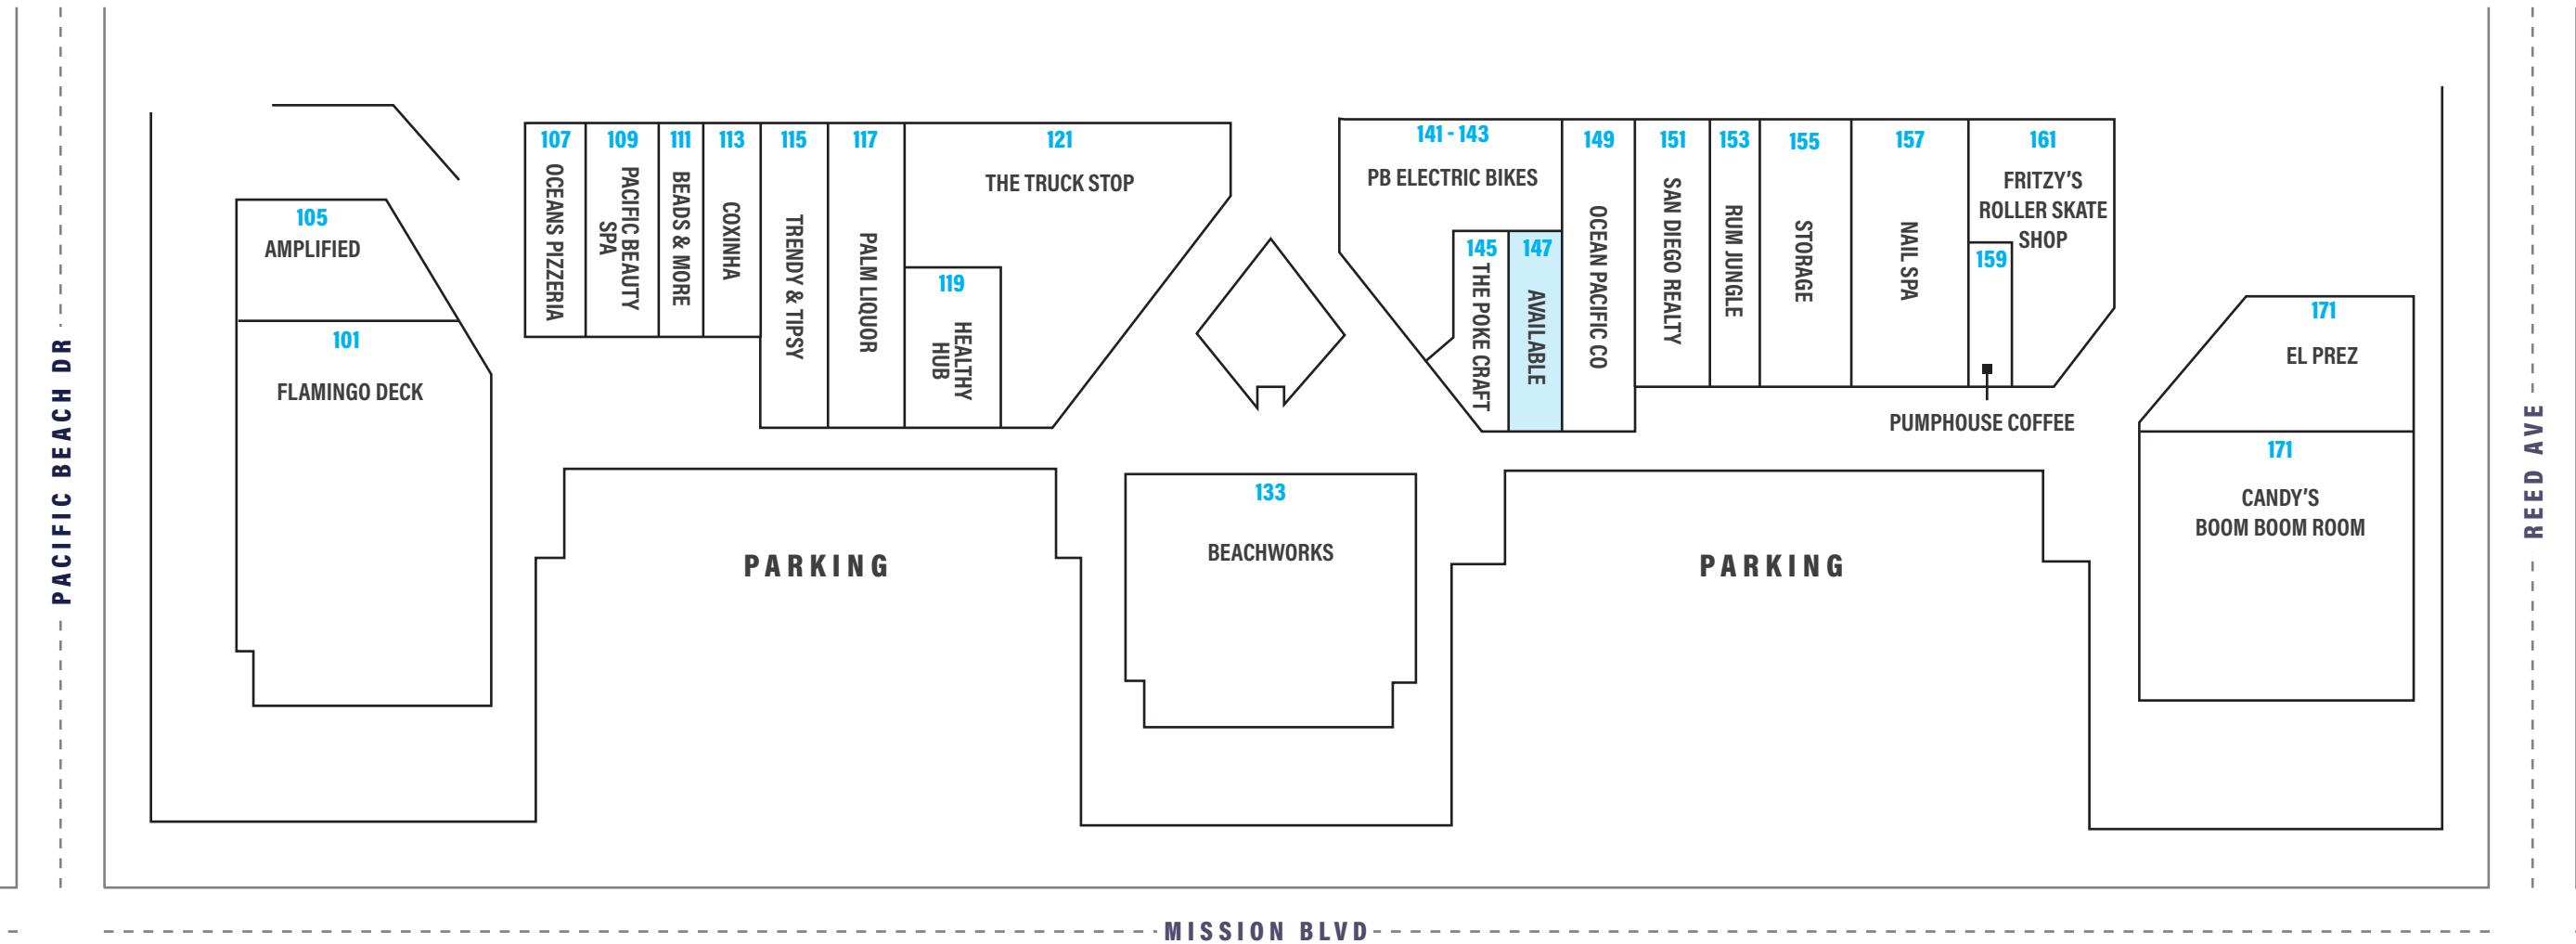 105
AMPLIFIED
101
FLAMINGO DECK
107
OCEANS PIZZERIA
109
PACIFIC BEAUTY
SPA
111
BEADS & MORE
113
COXINHA
115
TRENDY & TIPSY
117
PALM LIQUOR
121
THE TRUCK STOP
119
HEALTHY
HUB
133
BEACHWORKS
141 - 143
PB ELECTRIC BIKES
145
THE POKE CRAFT
147
AVAILABLE
149
OCEAN PACIFIC CO
151
SAN DIEGO REALTY
153
RUM JUNGLE
155
STORAGE
157
NAIL SPA
161
FRITZY'S
ROLLER SKATE
SHOP
159
PUMPHOUSE COFFEE
171
EL PREZ
171
CANDY'S
BOOM BOOM ROOM
PARKING
PARKING
PACIFIC BEACH DR
REED AVE
MISSION BLVD